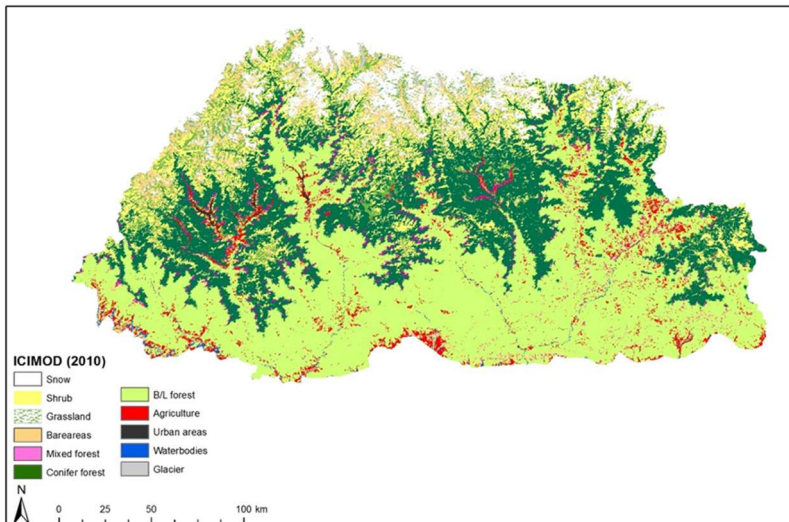 ICIMOD (2010)
Snow
Shrub
Grassland
Bareareas
Mixed forest
Conifer forest
B/L forest
Agriculture
Urban areas
Waterbodies
Glacier
N
0 25 50 100 km